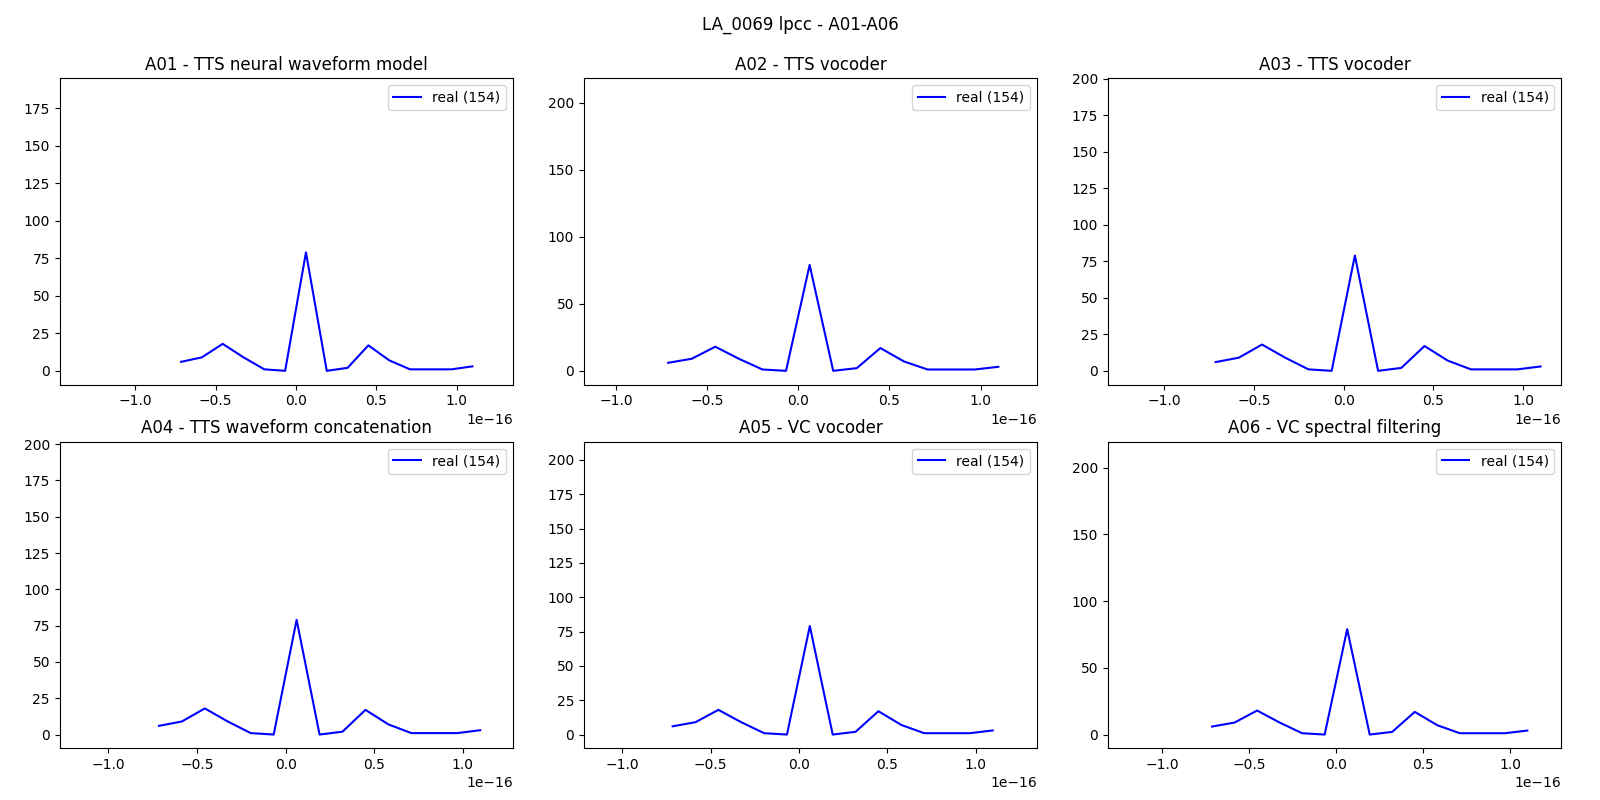 LA_0069 lpcc - A01-A06
A01 - TTS neural waveform model
real (154)
175
150
125
100
75
50
25
0
−1.0 −0.5 0.0 0.5 1.0
1e−16
A02 - TTS vocoder
real (154)
200
150
100
50
0
−1.0 −0.5 0.0 0.5 1.0
1e−16
A03 - TTS vocoder
real (154)
200
175
150
125
100
75
50
25
0
−1.0 −0.5 0.0 0.5 1.0
1e−16
A04 - TTS waveform concatenation
real (154)
200
175
150
125
100
75
50
25
0
−1.0 −0.5 0.0 0.5 1.0
1e−16
A05 - VC vocoder
real (154)
200
175
150
125
100
75
50
25
0
−1.0 −0.5 0.0 0.5 1.0
1e−16
A06 - VC spectral filtering
real (154)
200
150
100
50
0
−1.0 −0.5 0.0 0.5 1.0
1e−16